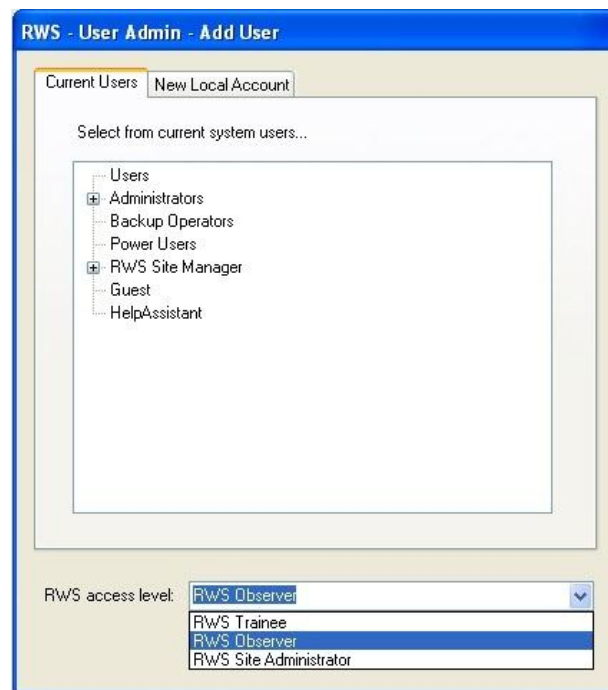 RWS - User Admin - Add User
Current Users
New Local Account
Select from current system users...
Users
Administrators
Backup Operators
Power Users
RWS Site Manager
Guest
HelpAssistant
RWS access level:
RWS Observer
RWS Trainee
RWS Observer
RWS Site Administrator